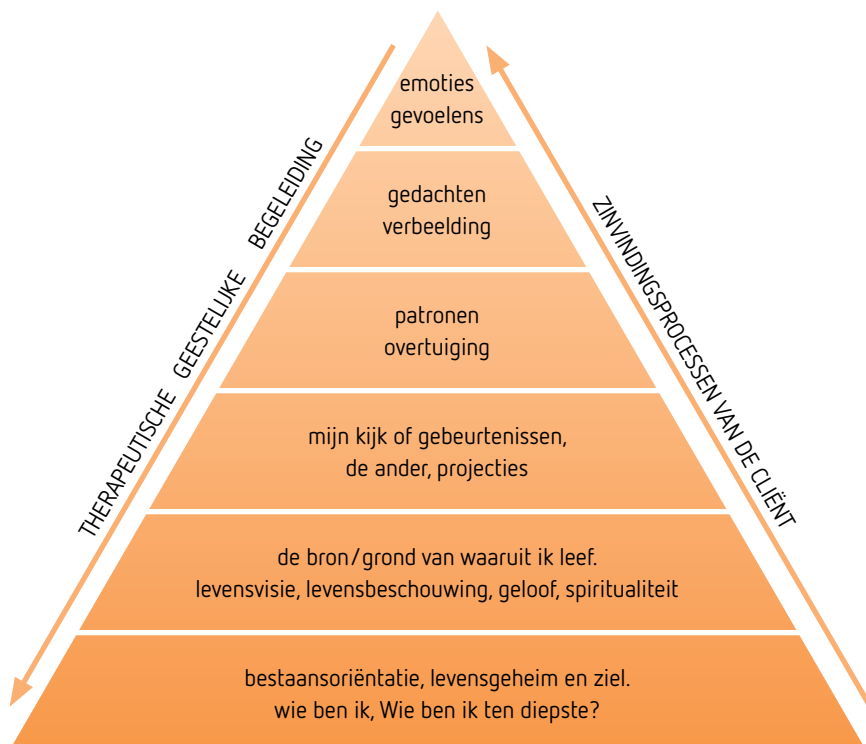 emoties
gevoelens
gedachten
verbeelding
patronen
overtuiging
mijn kijk of gebeurtenissen,
de ander, projecties
de bron/grond van waaruit ik leef.
levensvisie, levensbeschouwing, geloof, spiritualiteit
bestaansoriëntatie, levensgeheim en ziel.
wie ben ik, Wie ben ik ten diepste?
THERAPEUTISCHE GEESTELIJKE BEGELEIDING
ZINVINDINGSPROCESSEN VAN DE CLIËNT